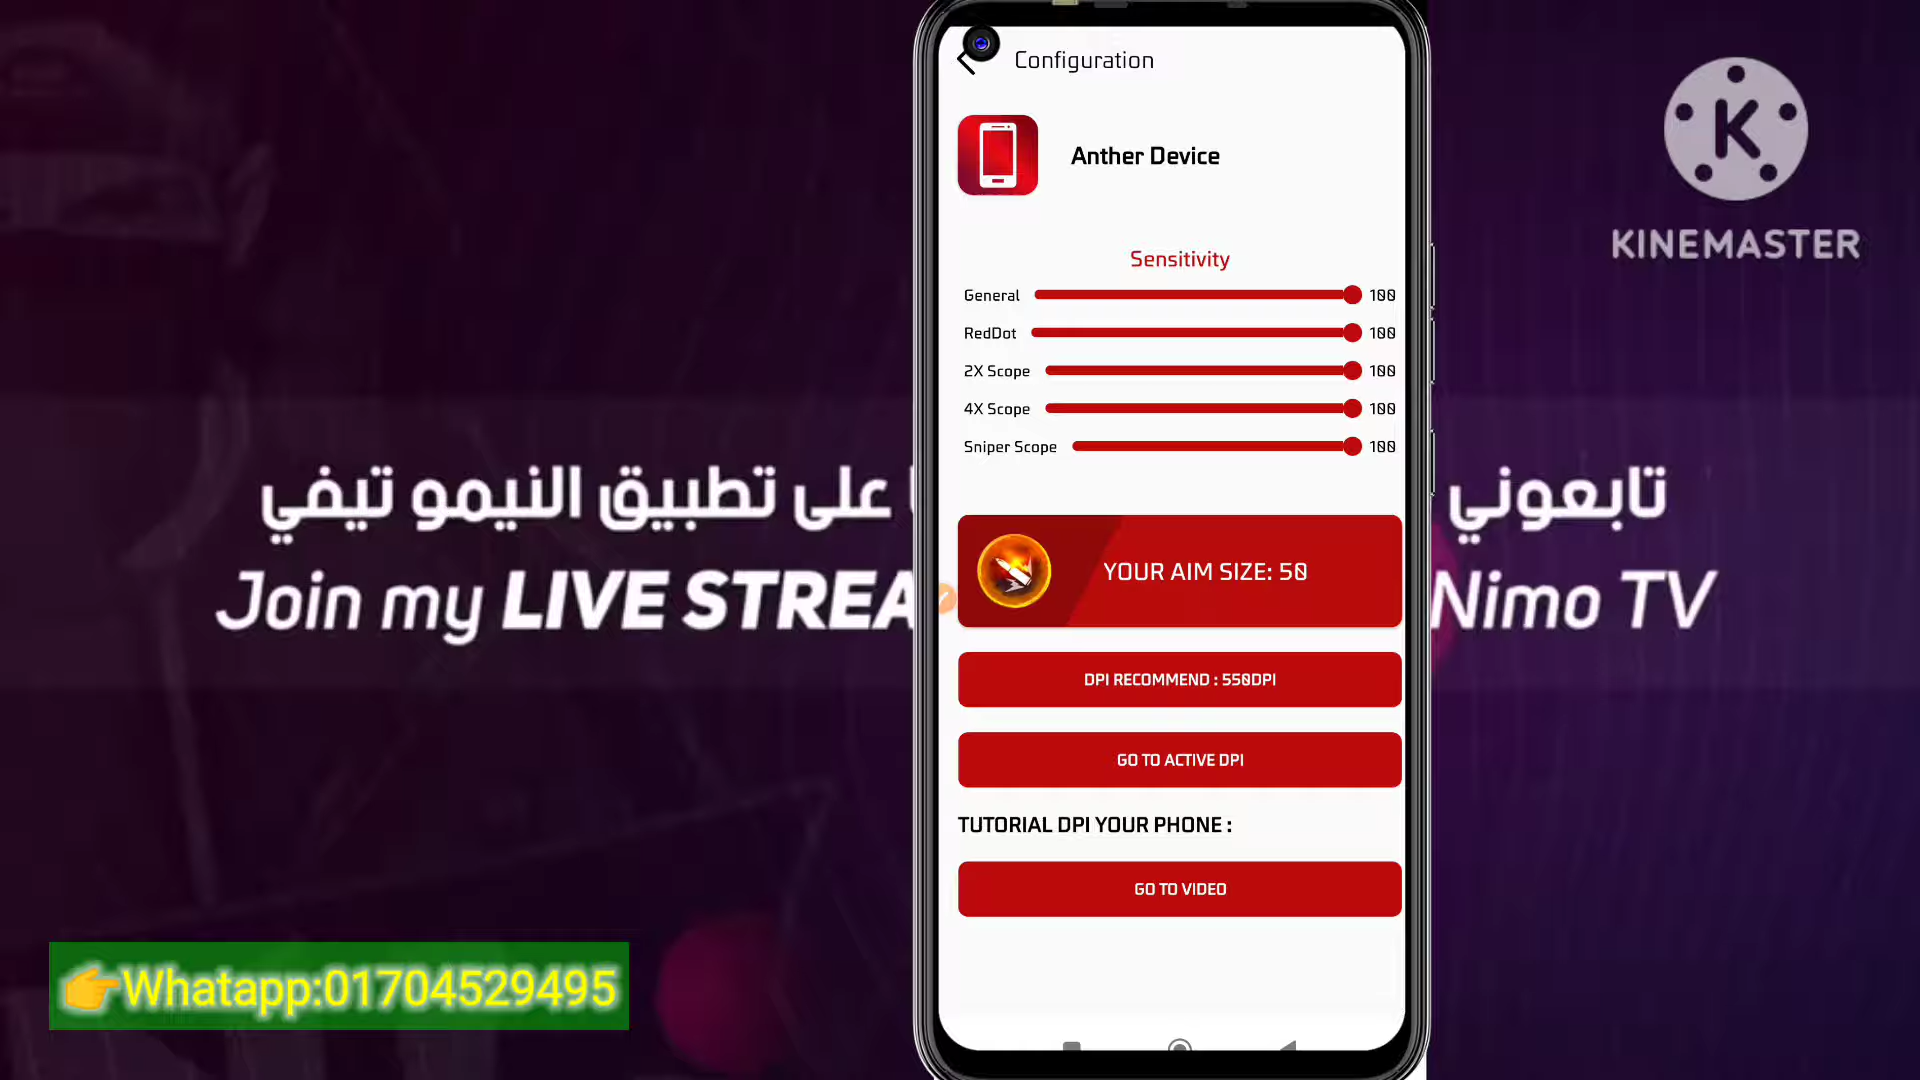 Configuration
Anther Device
Sensitivity
General 100
RedDot 100
2X Scope 100
4X Scope 100
Sniper Scope 100
YOUR AIM SIZE: 50
DPI RECOMMEND : 550DPI
GO TO ACTIVE DPI
TUTORIAL DPI YOUR PHONE :
GO TO VIDEO
K
KINEMASTER
تابعوني على تطبيق النيمو تيفي
Join my LIVE STREA Nimo TV
👉Whatapp:01704529495